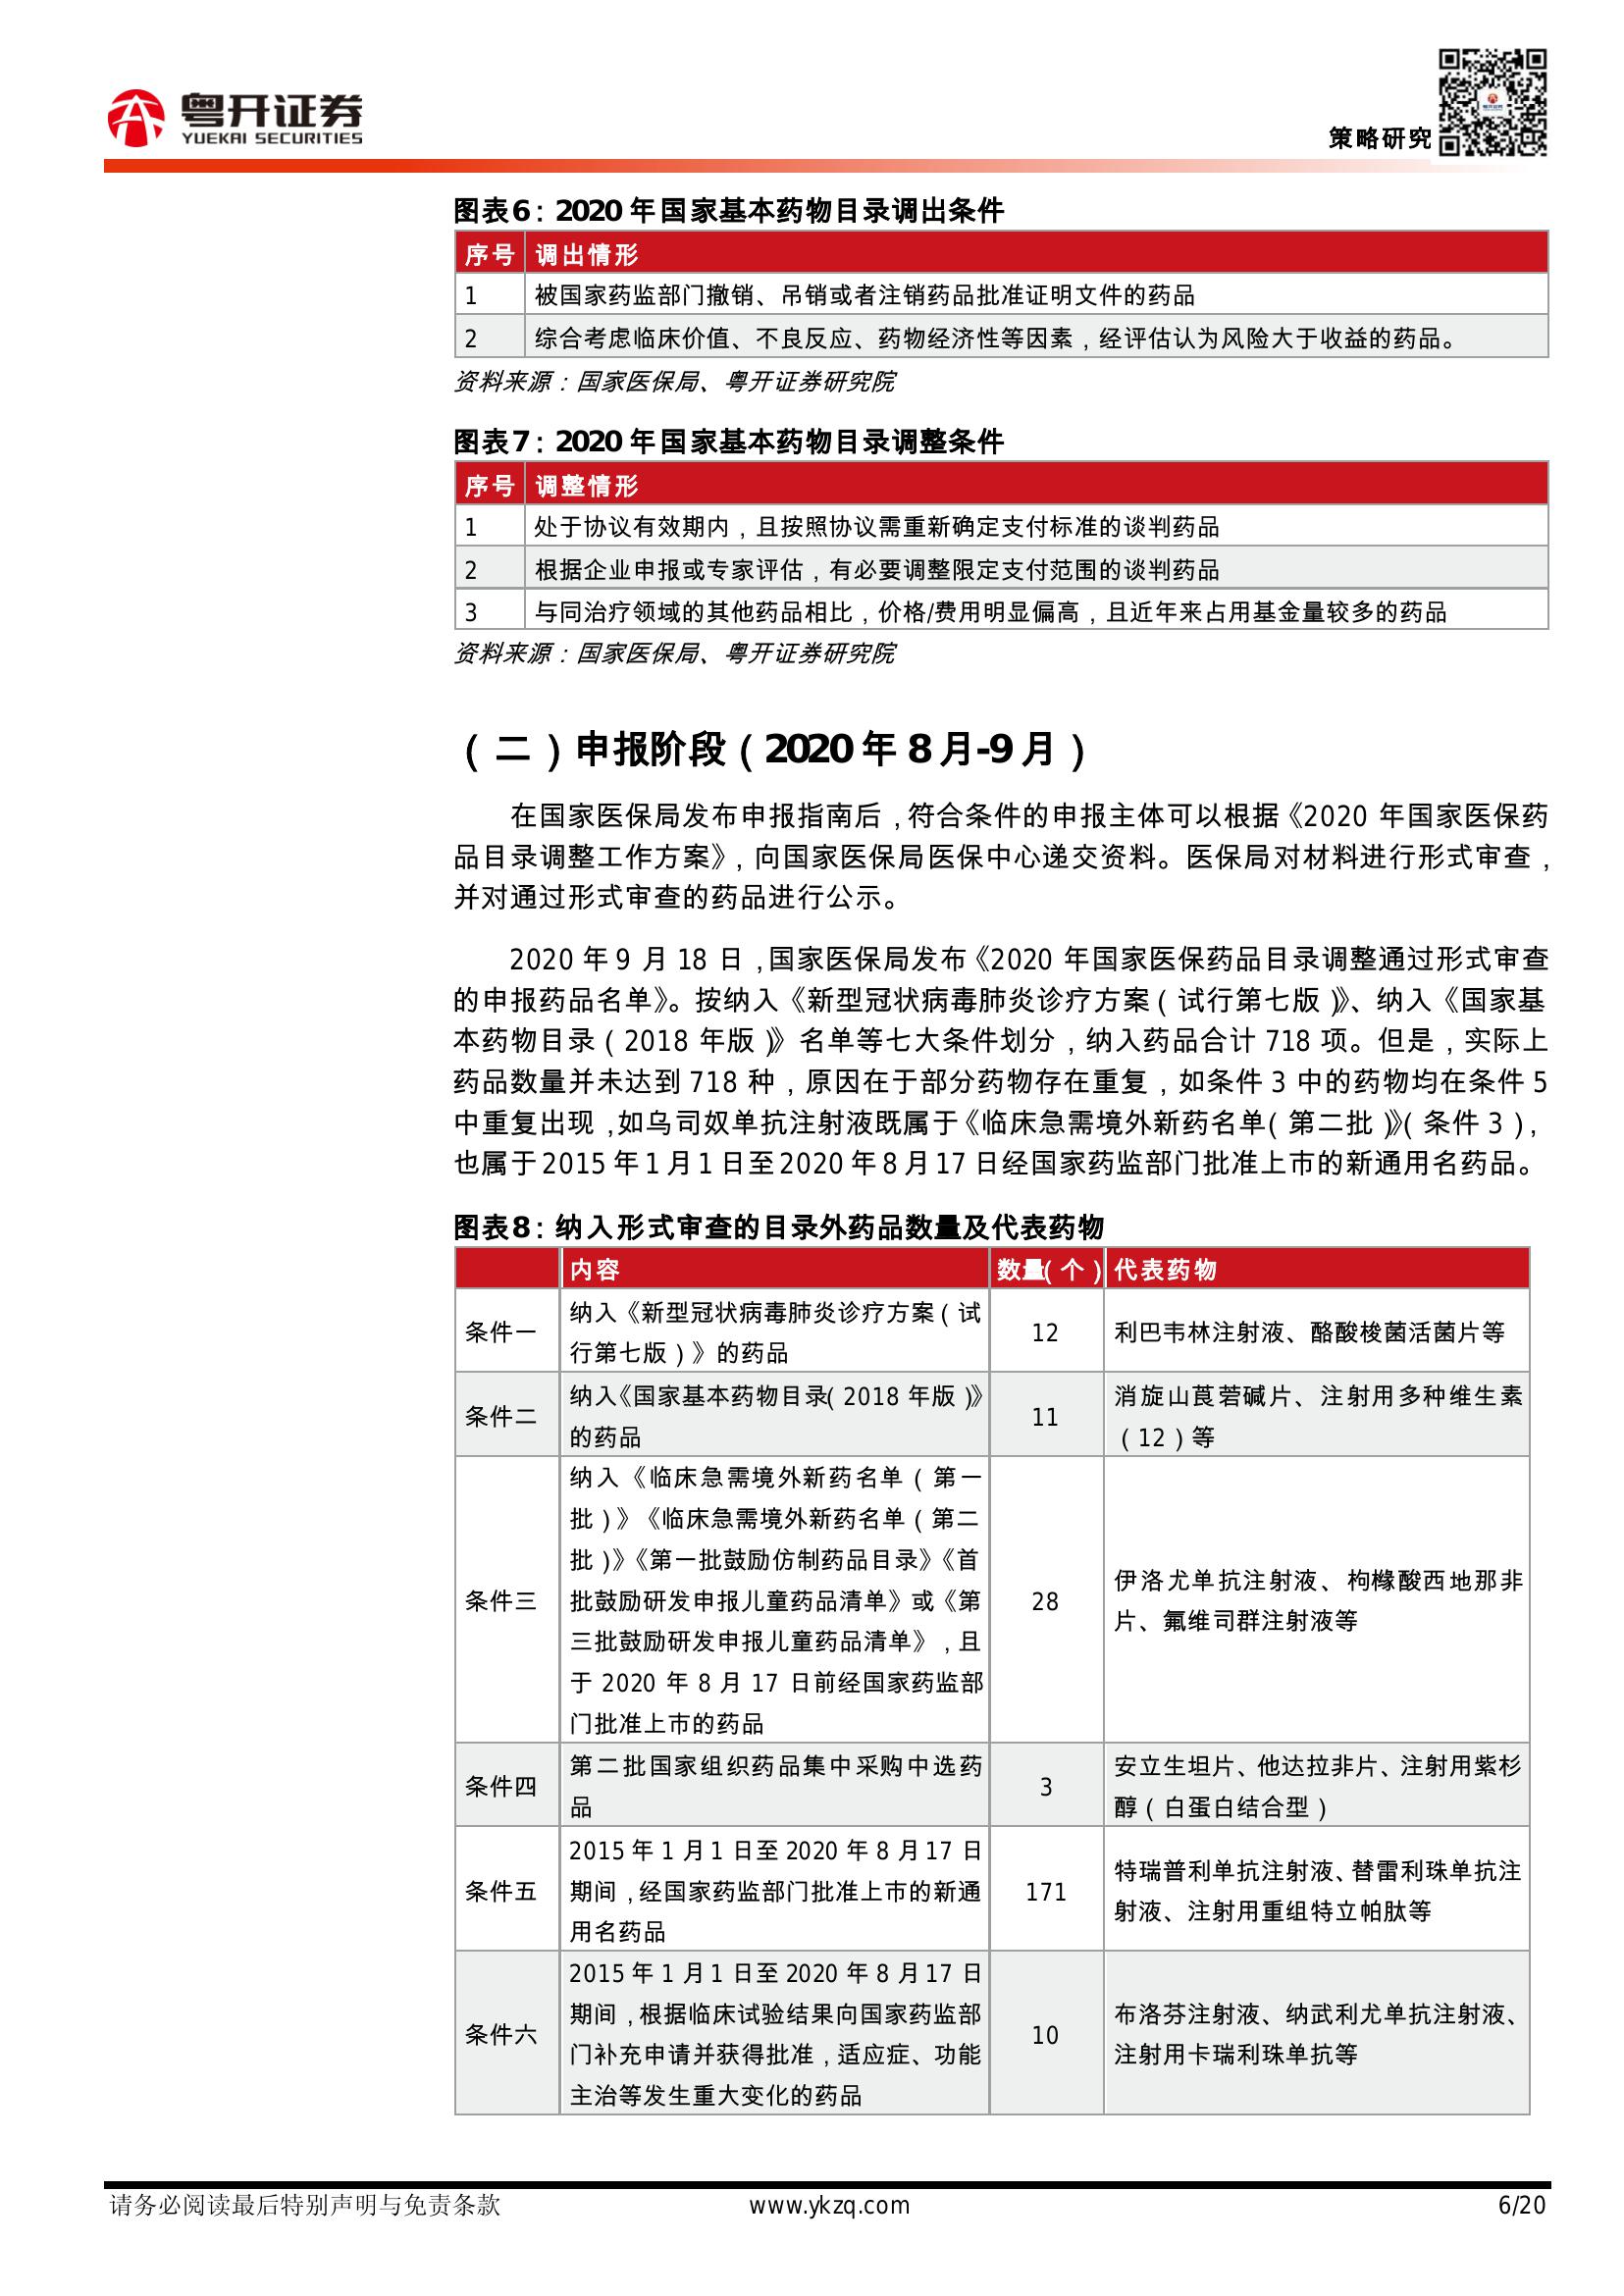 粤开证券
YUEKAI SECURITIES
策略研究
图表6：2020 年国家基本药物目录调出条件
序号 调出情形
1 被国家药监部门撤销、吊销或者注销药品批准证明文件的药品
2 综合考虑临床价值、不良反应、药物经济性等因素，经评估认为风险大于收益的药品。
资料来源：国家医保局、粤开证券研究院
图表7：2020 年国家基本药物目录调整条件
序号 调整情形
1 处于协议有效期内，且按照协议需重新确定支付标准的谈判药品
2 根据企业申报或专家评估，有必要调整限定支付范围的谈判药品
3 与同治疗领域的其他药品相比，价格/费用明显偏高，且近年来占用基金量较多的药品
资料来源：国家医保局、粤开证券研究院
（二）申报阶段（2020 年 8 月-9 月）
在国家医保局发布申报指南后，符合条件的申报主体可以根据《2020 年国家医保药
品目录调整工作方案》，向国家医保局医保中心递交资料。医保局对材料进行形式审查，
并对通过形式审查的药品进行公示。
2020 年 9 月 18 日，国家医保局发布《2020 年国家医保药品目录调整通过形式审查
的申报药品名单》。按纳入《新型冠状病毒肺炎诊疗方案（试行第七版）》、纳入《国家基
本药物目录（2018 年版）》名单等七大条件划分，纳入药品合计 718 项。但是，实际上
药品数量并未达到 718 种，原因在于部分药物存在重复，如条件 3 中的药物均在条件 5
中重复出现，如乌司奴单抗注射液既属于《临床急需境外新药名单（第二批）》（条件 3），
也属于 2015 年 1 月 1 日至 2020 年 8 月 17 日经国家药监部门批准上市的新通用名药品。
图表8：纳入形式审查的目录外药品数量及代表药物
内容 数量（个） 代表药物
条件一 纳入《新型冠状病毒肺炎诊疗方案（试
行第七版）》的药品 12 利巴韦林注射液、酪酸梭菌活菌片等
条件二 纳入《国家基本药物目录（2018 年版）》
的药品 11 消旋山莨菪碱片、注射用多种维生素
（12）等
条件三 纳入《临床急需境外新药名单（第一
批）》《临床急需境外新药名单（第二
批）》《第一批鼓励仿制药品目录》《首
批鼓励研发申报儿童药品清单》或《第
三批鼓励研发申报儿童药品清单》，且
于 2020 年 8 月 17 日前经国家药监部
门批准上市的药品 28 伊洛尤单抗注射液、枸橼酸西地那非
片、氟维司群注射液等
条件四 第二批国家组织药品集中采购中选药
品 3 安立生坦片、他达拉非片、注射用紫杉
醇（白蛋白结合型）
条件五 2015 年 1 月 1 日至 2020 年 8 月 17 日
期间，经国家药监部门批准上市的新通
用名药品 171 特瑞普利单抗注射液、替雷利珠单抗注
射液、注射用重组特立帕肽等
条件六 2015 年 1 月 1 日至 2020 年 8 月 17 日
期间，根据临床试验结果向国家药监部
门补充申请并获得批准，适应症、功能
主治等发生重大变化的药品 10 布洛芬注射液、纳武利尤单抗注射液、
注射用卡瑞利珠单抗等
请务必阅读最后特别声明与免责条款 www.ykzq.com 6/20